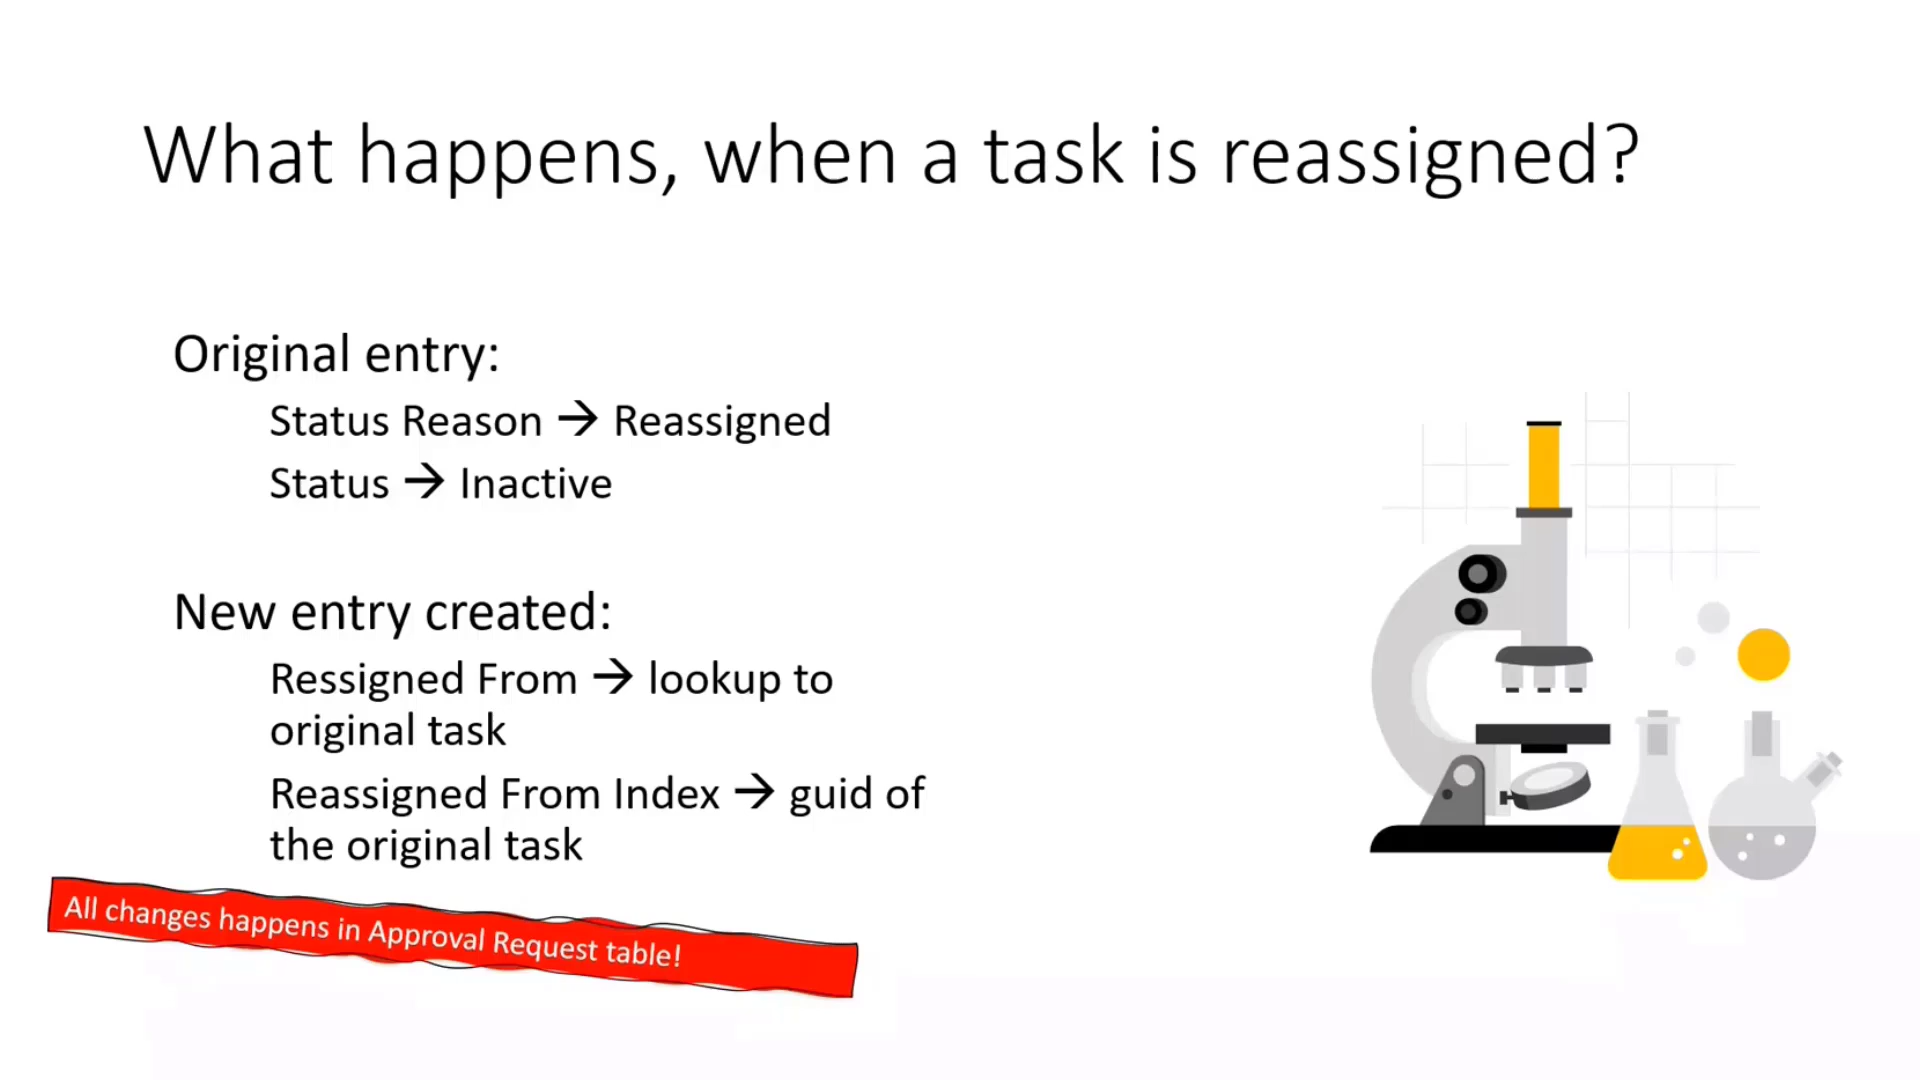 What happens, when a task is reassigned?
Original entry:
Status Reason → Reassigned
Status → Inactive
New entry created:
Ressigned From → lookup to
original task
Reassigned From Index → guid of
the original task
All changes happens in Approval Request table!